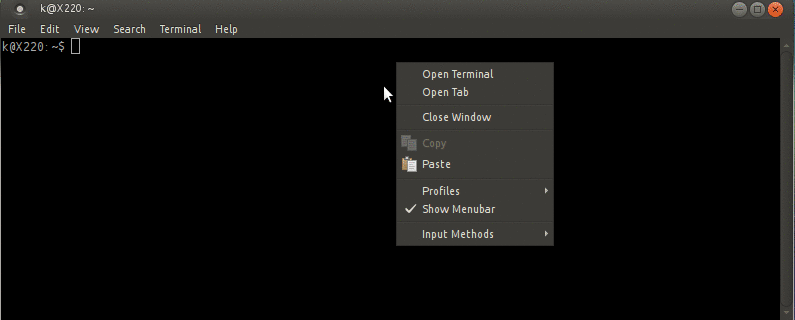 k@X220: ~
File Edit View Search Terminal Help
k@X220:~$
Open Terminal
Open Tab
Close Window
Copy
Paste
Profiles
Show Menubar
Input Methods